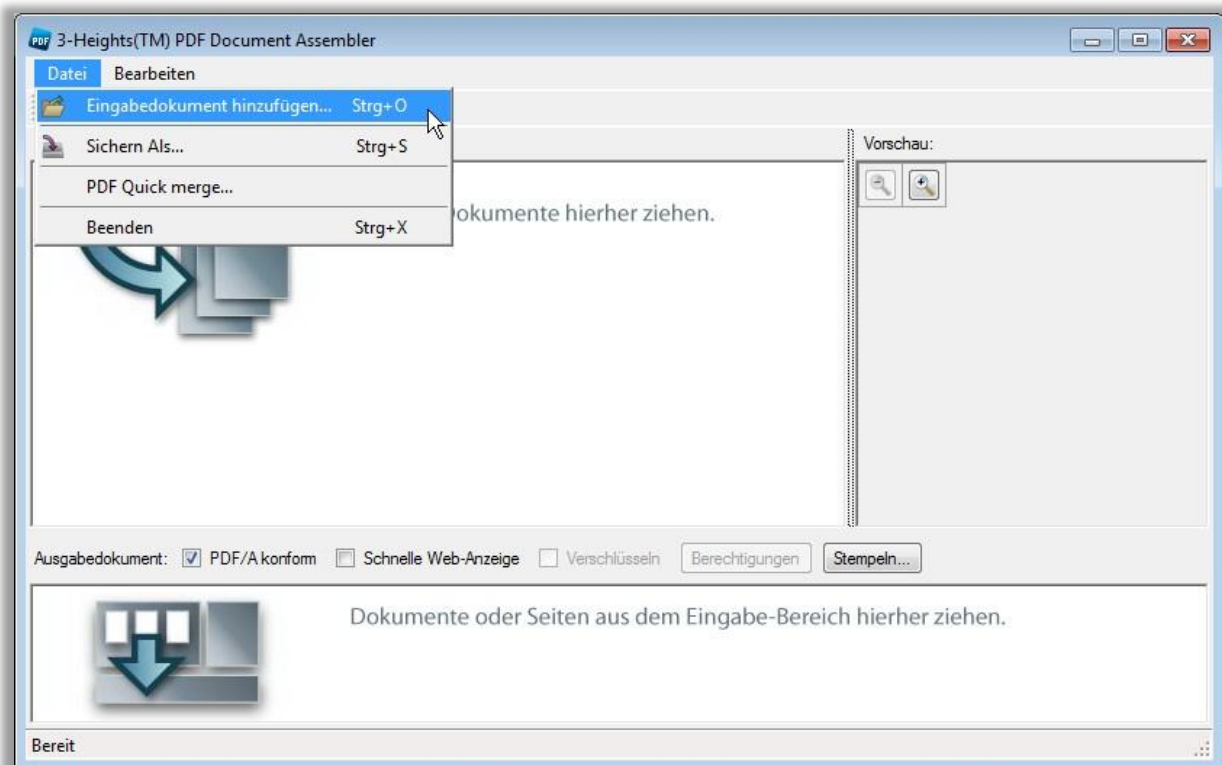 PDF 3-Heights(TM) PDF Document Assembler
Datei Bearbeiten
Eingabedokument hinzufügen... Strg+O
Sichern Als... Strg+S
PDF Quick merge...
Beenden Strg+X
Vorschau:
hierher ziehen.
Ausgabedokument: PDF/A konform Schnelle Web-Anzeige Verschlüsseln Berechtigungen Stempeln...
Dokumente oder Seiten aus dem Eingabe-Bereich hierher ziehen.
Bereit